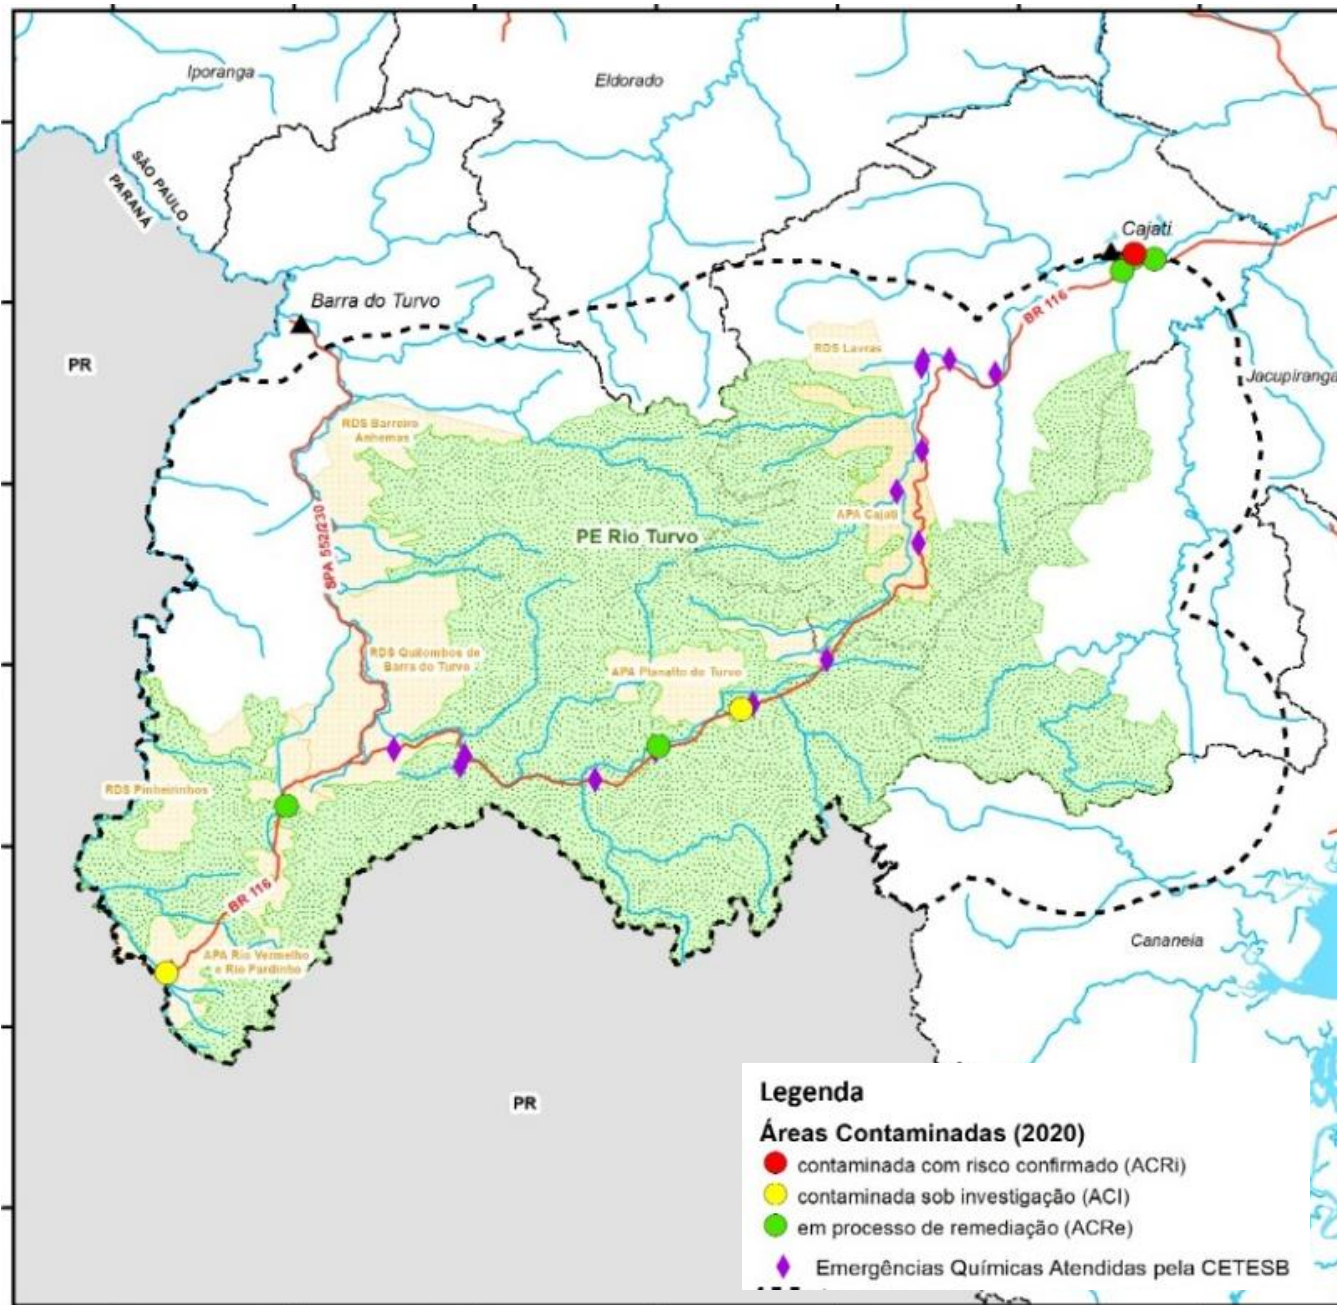 Iporanga
Eldorado
SÃO PAULO
PARANÁ
Cajati
Barra do Turvo
BR 116
PR
RDS Lavras
Jacupiranga
RDS Barreiro
Anhemas
SPA 552/230
APA Cajati
PE Rio Turvo
RDS Quilombos de
Barra do Turvo
APA Planalto do Turvo
RDS Pinheirinhos
BR 116
APA Rio Vermelho
e Rio Pardinho
Cananeia
PR
Legenda
Áreas Contaminadas (2020)
contaminada com risco confirmado (ACRi)
contaminada sob investigação (ACI)
em processo de remediação (ACRe)
Emergências Químicas Atendidas pela CETESB